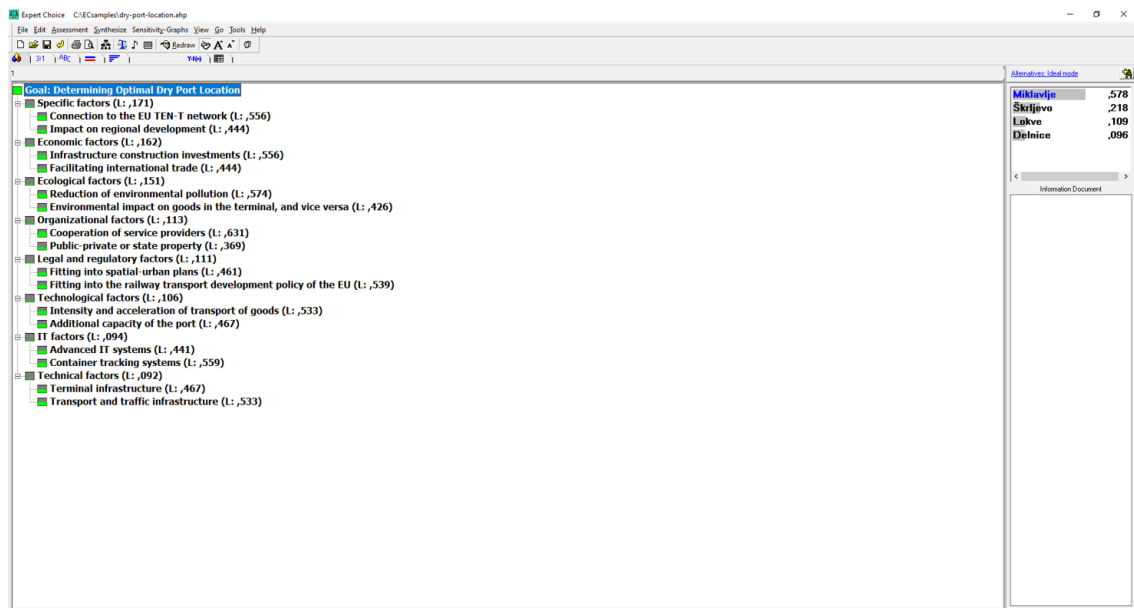 Expert Choice C:\ECsamples\dry-port-location.ahp
File Edit Assessment Synthesize Sensitivity-Graphs View Go Tools Help
Redraw
3:1 ABC Y=f(x)
1
Goal: Determining Optimal Dry Port Location
Specific factors (L: ,171)
Connection to the EU TEN-T network (L: ,556)
Impact on regional development (L: ,444)
Economic factors (L: ,162)
Infrastructure construction investments (L: ,556)
Facilitating international trade (L: ,444)
Ecological factors (L: ,151)
Reduction of environmental pollution (L: ,574)
Environmental impact on goods in the terminal, and vice versa (L: ,426)
Organizational factors (L: ,113)
Cooperation of service providers (L: ,631)
Public-private or state property (L: ,369)
Legal and regulatory factors (L: ,111)
Fitting into spatial-urban plans (L: ,461)
Fitting into the railway transport development policy of the EU (L: ,539)
Technological factors (L: ,106)
Intensity and acceleration of transport of goods (L: ,533)
Additional capacity of the port (L: ,467)
IT factors (L: ,094)
Advanced IT systems (L: ,441)
Container tracking systems (L: ,559)
Technical factors (L: ,092)
Terminal infrastructure (L: ,467)
Transport and traffic infrastructure (L: ,533)
Alternatives: Ideal mode
Miklavlje ,578
Škrljevo ,218
Lokve ,109
Delnice ,096
Information Document